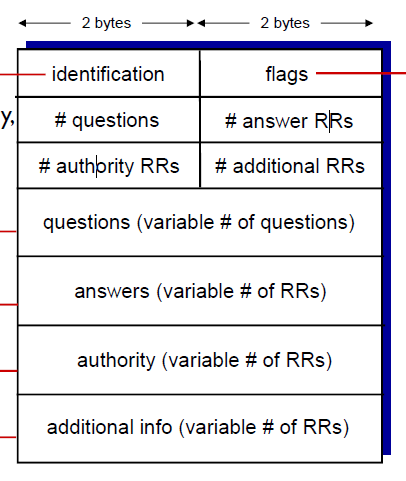 2 bytes 2 bytes
identification flags
y,
# questions # answer RRs
# authority RRs # additional RRs
questions (variable # of questions)
answers (variable # of RRs)
authority (variable # of RRs)
additional info (variable # of RRs)